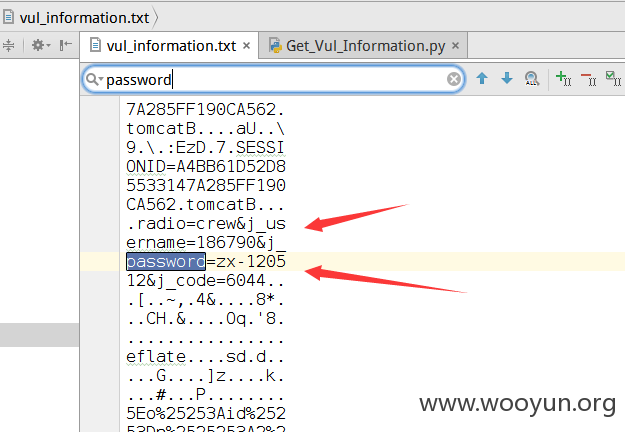 vul_information.txt
vul_information.txt × Get_Vul_Information.py ×
password
7A285FF190CA562.
tomcatB....aU..\
9.\.:EzD.7.SESSI
ONID=A4BB61D52D8
5533147A285FF190
CA562.tomcatB...
.radio=crew&j_us
ername=186790&j_
password=zx-1205
12&j_code=6044..
.[..~,.4&....8*.
..CH.&....Oq.'8.
................
eflate....sd.d..
...G....]z....k.
...#...P........
5Eo%25253Aid%252
53Dn%2525253A2%2
www.wooyun.org